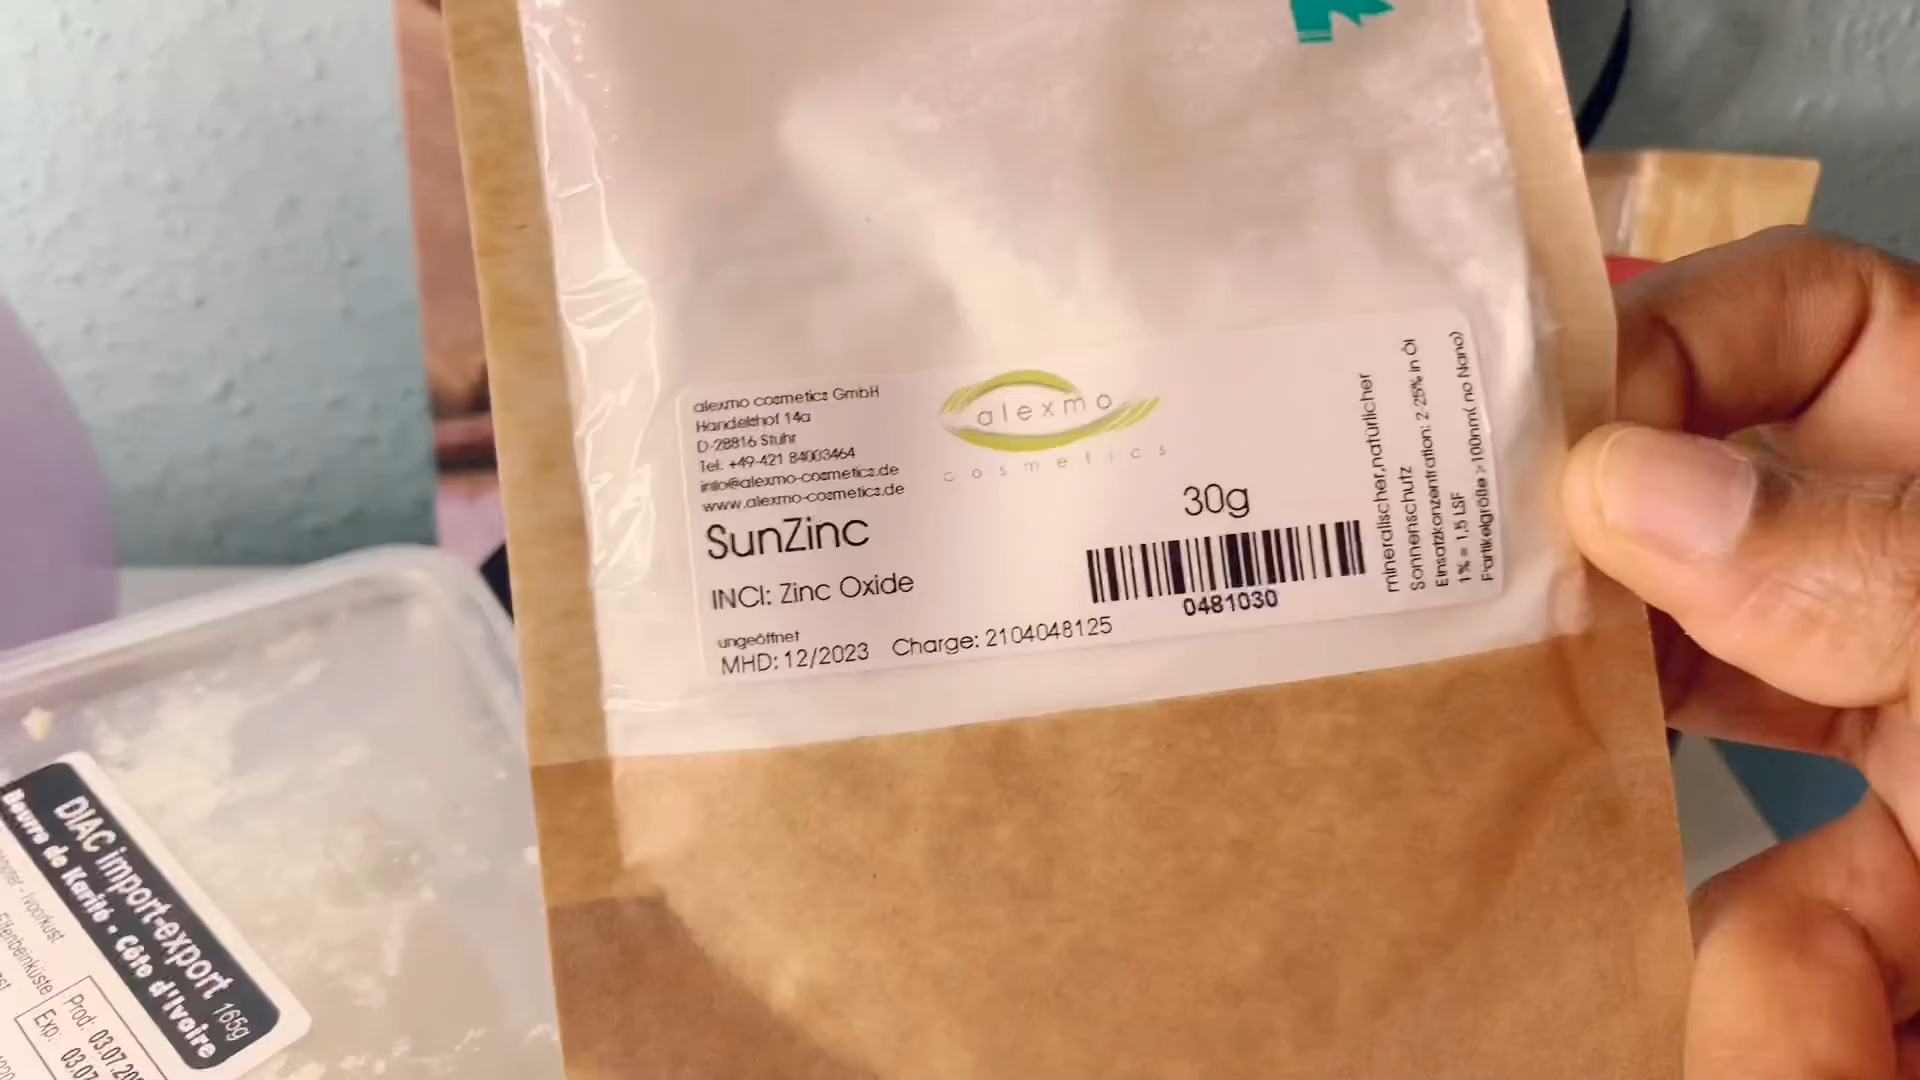 alexmo cosmetics GmbH
Handelshof 14a
D-28816 Stuhr
Tel. +49-421 84003464
info@alexmo-cosmetics.de
www.alexmo-cosmetics.de
alexmo
cosmetics
SunZinc
30g
INCI: Zinc Oxide
0481030
ungeöffnet
MHD: 12/2023 Charge: 2104048125
mineralischer,natürlicher
Sonnenschutz
Einsatzkonzentration: 2-25% in Öl
1% = 1,5 LSF
Partikelgröße >100nm( no Nano)
DIAC import-export 165g
Beurre de Karité - Côte d'Ivoire
Ivoorkust
Elfenbeinküste
Prod: 03.07.20
Exp: 03.07